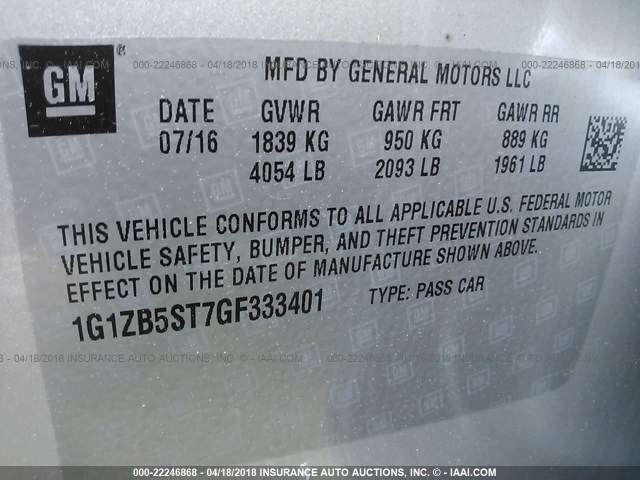 GM
MFD BY GENERAL MOTORS LLC
DATE GVWR GAWR FRT GAWR RR
07/16 1839 KG 950 KG 889 KG
4054 LB 2093 LB 1961 LB
THIS VEHICLE CONFORMS TO ALL APPLICABLE U.S. FEDERAL MOTOR
VEHICLE SAFETY, BUMPER, AND THEFT PREVENTION STANDARDS IN
EFFECT ON THE DATE OF MANUFACTURE SHOWN ABOVE.
1G1ZB5ST7GF333401 TYPE: PASS CAR
000-22246868 - 04/18/2018 INSURANCE AUTO AUCTIONS, INC. - © IAAI.COM